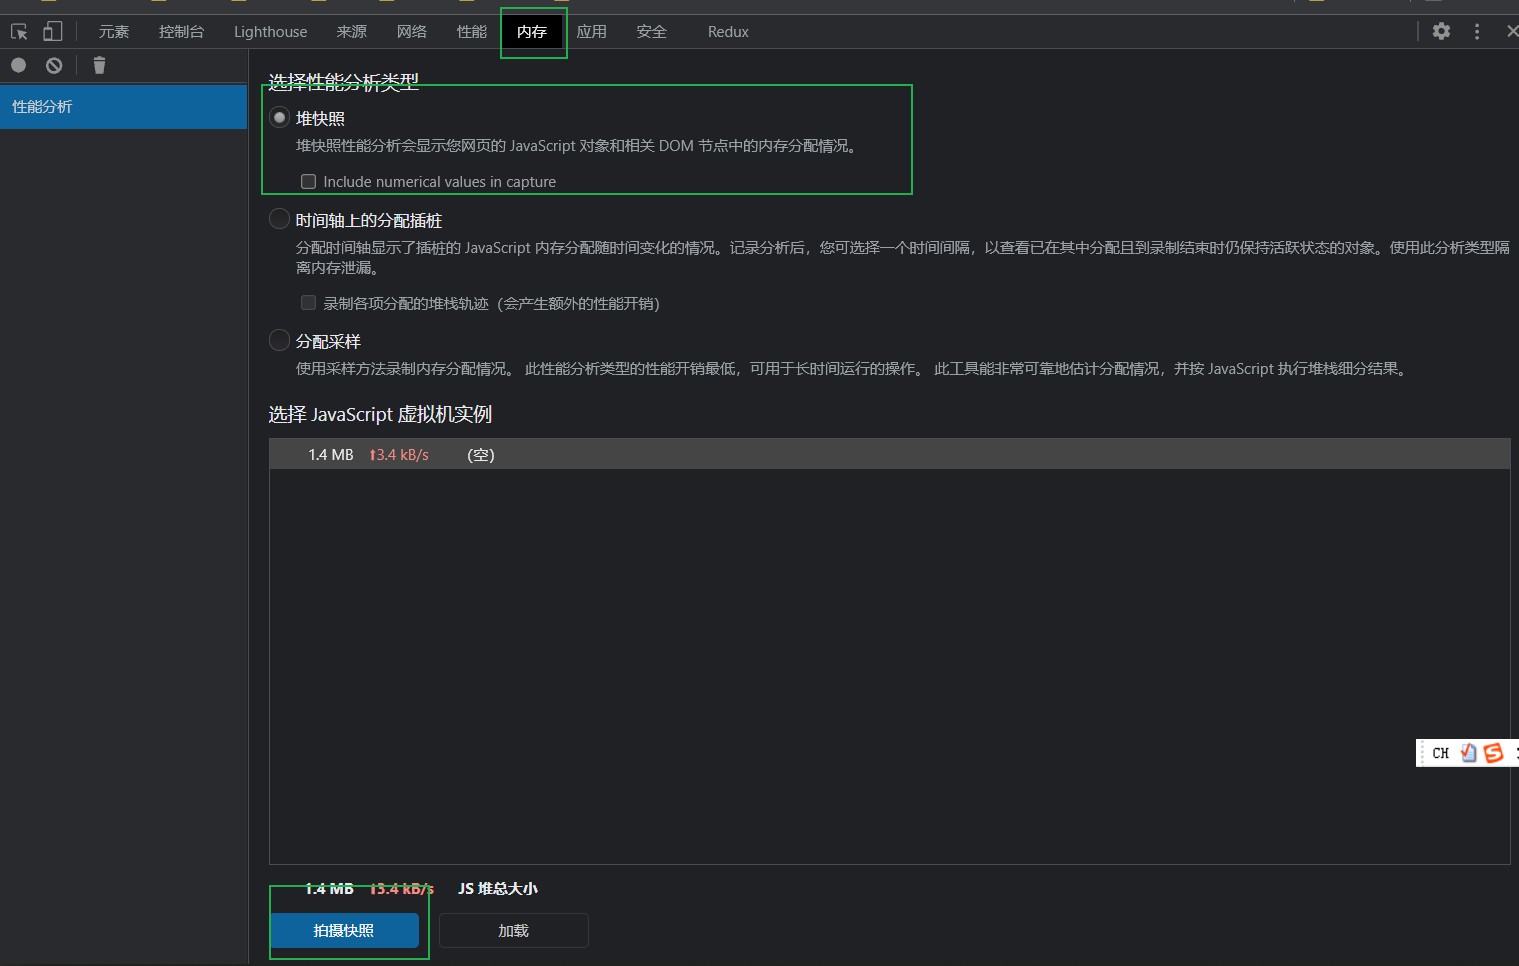 元素 控制台 Lighthouse 来源 网络 性能 内存 应用 安全 Redux
性能分析
选择性能分析类型
堆快照
堆快照性能分析会显示您网页的 JavaScript 对象和相关 DOM 节点中的内存分配情况。
Include numerical values in capture
时间轴上的分配插桩
分配时间轴显示了插桩的 JavaScript 内存分配随时间变化的情况。记录分析后，您可选择一个时间间隔，以查看已在其中分配且到录制结束时仍保持活跃状态的对象。使用此分析类型隔
离内存泄漏。
录制各项分配的堆栈轨迹（会产生额外的性能开销）
分配采样
使用采样方法录制内存分配情况。 此性能分析类型的性能开销最低，可用于长时间运行的操作。 此工具能非常可靠地估计分配情况，并按 JavaScript 执行堆栈细分结果。
选择 JavaScript 虚拟机实例
1.4 MB ⬆3.4 kB/s (空)
CH
1.4 MB ⬆3.4 kB/s JS 堆总大小
拍摄快照 加载